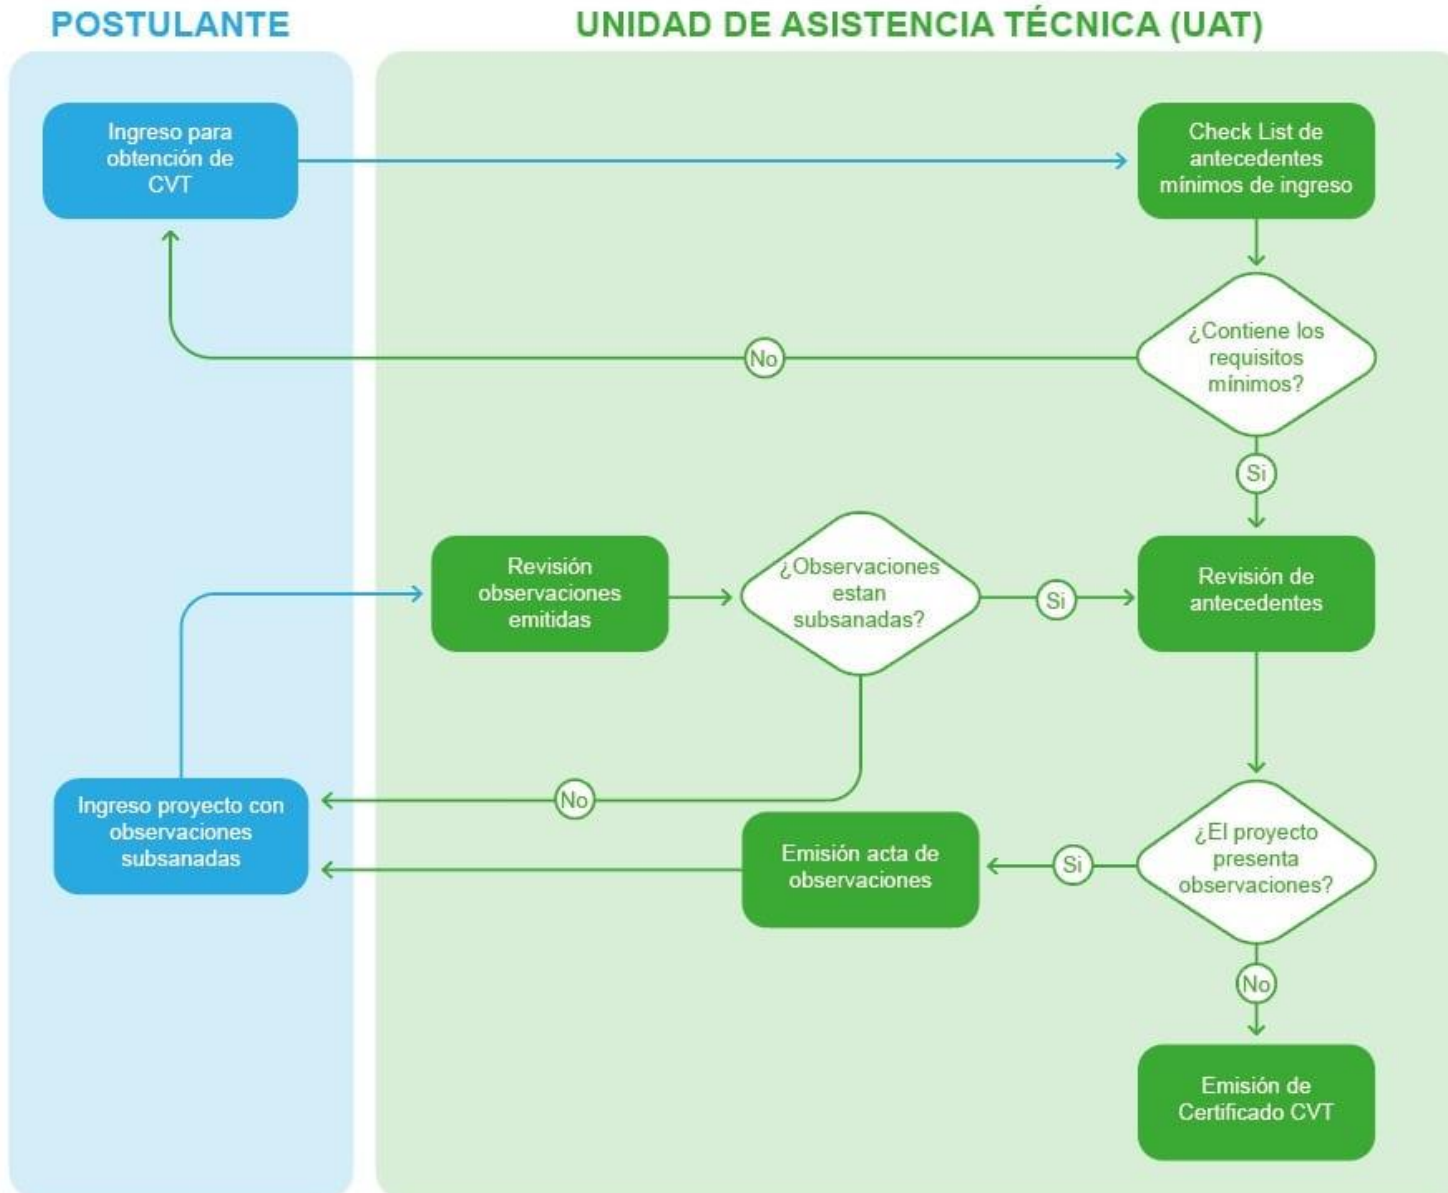 POSTULANTE
UNIDAD DE ASISTENCIA TÉCNICA (UAT)
Ingreso para
obtención de
CVT
Check List de
antecedentes
mínimos de ingreso
¿Contiene los
requisitos
mínimos?
No
Si
Revisión
observaciones
emitidas
¿Observaciones
estan
subsanadas?
Si
Revisión de
antecedentes
Ingreso proyecto con
observaciones
subsanadas
No
Emisión acta de
observaciones
Si
¿El proyecto
presenta
observaciones?
No
Emisión de
Certificado CVT